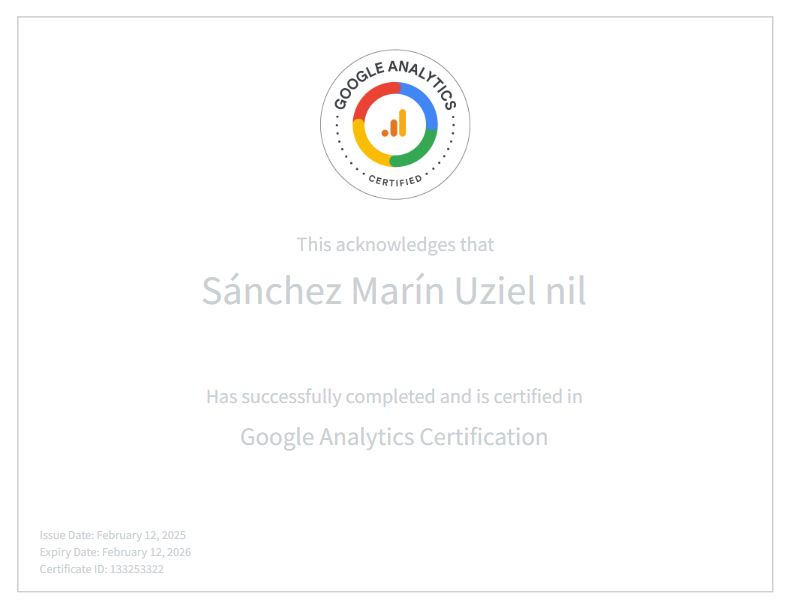 GOOGLE ANALYTICS
CERTIFIED
This acknowledges that
Sánchez Marín Uziel nil
Has successfully completed and is certified in
Google Analytics Certification
Issue Date: February 12, 2025
Expiry Date: February 12, 2026
Certificate ID: 133253322